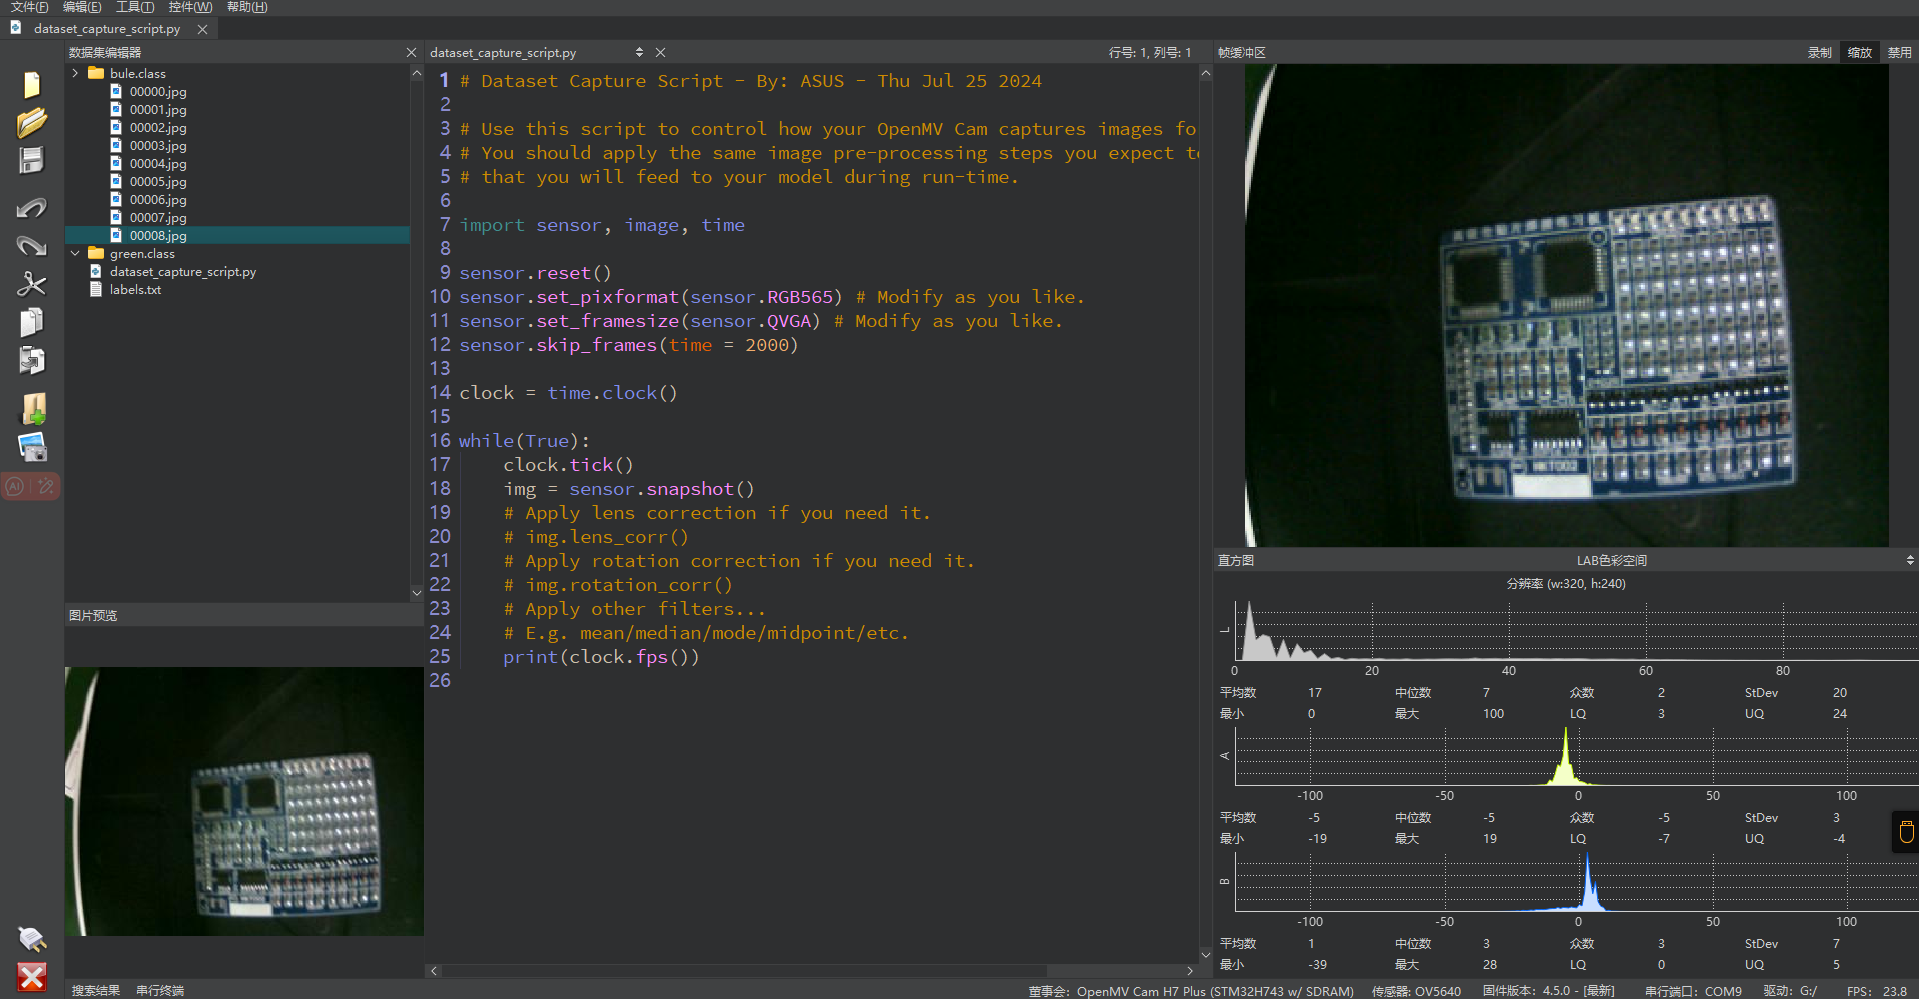 文件(F) 编辑(E) 工具(T) 控件(W) 帮助(H)
dataset_capture_script.py
数据集编辑器
bule.class
00000.jpg
00001.jpg
00002.jpg
00003.jpg
00004.jpg
00005.jpg
00006.jpg
00007.jpg
00008.jpg
green.class
dataset_capture_script.py
labels.txt
图片预览
AI
dataset_capture_script.py
行号: 1, 列号: 1
1 # Dataset Capture Script - By: ASUS - Thu Jul 25 2024
2
3 # Use this script to control how your OpenMV Cam captures images fo
4 # You should apply the same image pre-processing steps you expect to
5 # that you will feed to your model during run-time.
6
7 import sensor, image, time
8
9 sensor.reset()
10 sensor.set_pixformat(sensor.RGB565) # Modify as you like.
11 sensor.set_framesize(sensor.QVGA) # Modify as you like.
12 sensor.skip_frames(time = 2000)
13
14 clock = time.clock()
15
16 while(True):
17 clock.tick()
18 img = sensor.snapshot()
19 # Apply lens correction if you need it.
20 # img.lens_corr()
21 # Apply rotation correction if you need it.
22 # img.rotation_corr()
23 # Apply other filters...
24 # E.g. mean/median/mode/midpoint/etc.
25 print(clock.fps())
26
帧缓冲区 录制 缩放 禁用
直方图 LAB色彩空间
分辨率 (w:320, h:240)
L
0 20 40 60 80
平均数 17 中位数 7 众数 2 StDev 20
最小 0 最大 100 LQ 3 UQ 24
A
-100 -50 0 50 100
平均数 -5 中位数 -5 众数 -5 StDev 3
最小 -19 最大 19 LQ -7 UQ -4
B
-100 -50 0 50 100
平均数 1 中位数 3 众数 3 StDev 7
最小 -39 最大 28 LQ 0 UQ 5
搜索结果 串行终端 董事会: OpenMV Cam H7 Plus (STM32H743 w/ SDRAM) 传感器: OV5640 固件版本: 4.5.0 - [最新] 串行端口: COM9 驱动: G:/ FPS: 23.8